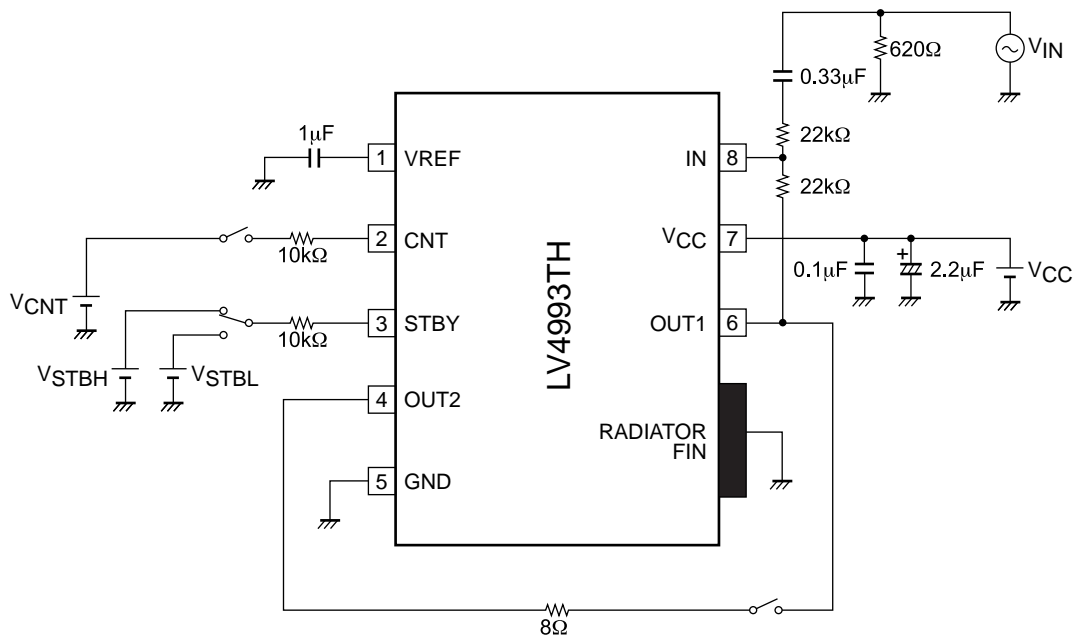 620Ω
VIN
0.33µF
1µF
22kΩ
1 VREF
IN 8
22kΩ
2 CNT
VCC 7
10kΩ
0.1µF
+
2.2µF
VCC
VCNT
3 STBY
OUT1 6
10kΩ
LV4993TH
VSTBH
VSTBL
4 OUT2
RADIATOR
FIN
5 GND
8Ω